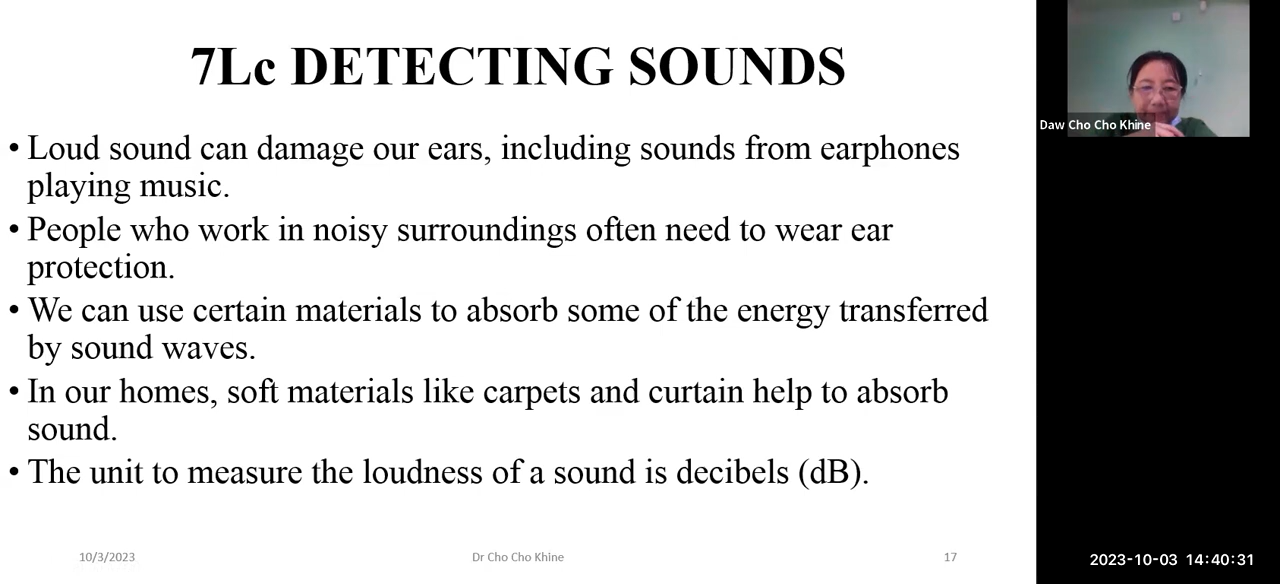 7Lc DETECTING SOUNDS
• Loud sound can damage our ears, including sounds from earphones
playing music.
• People who work in noisy surroundings often need to wear ear
protection.
• We can use certain materials to absorb some of the energy transferred
by sound waves.
• In our homes, soft materials like carpets and curtain help to absorb
sound.
• The unit to measure the loudness of a sound is decibels (dB).
10/3/2023
Dr Cho Cho Khine
17
Daw Cho Cho Khine
2023-10-03 14:40:31